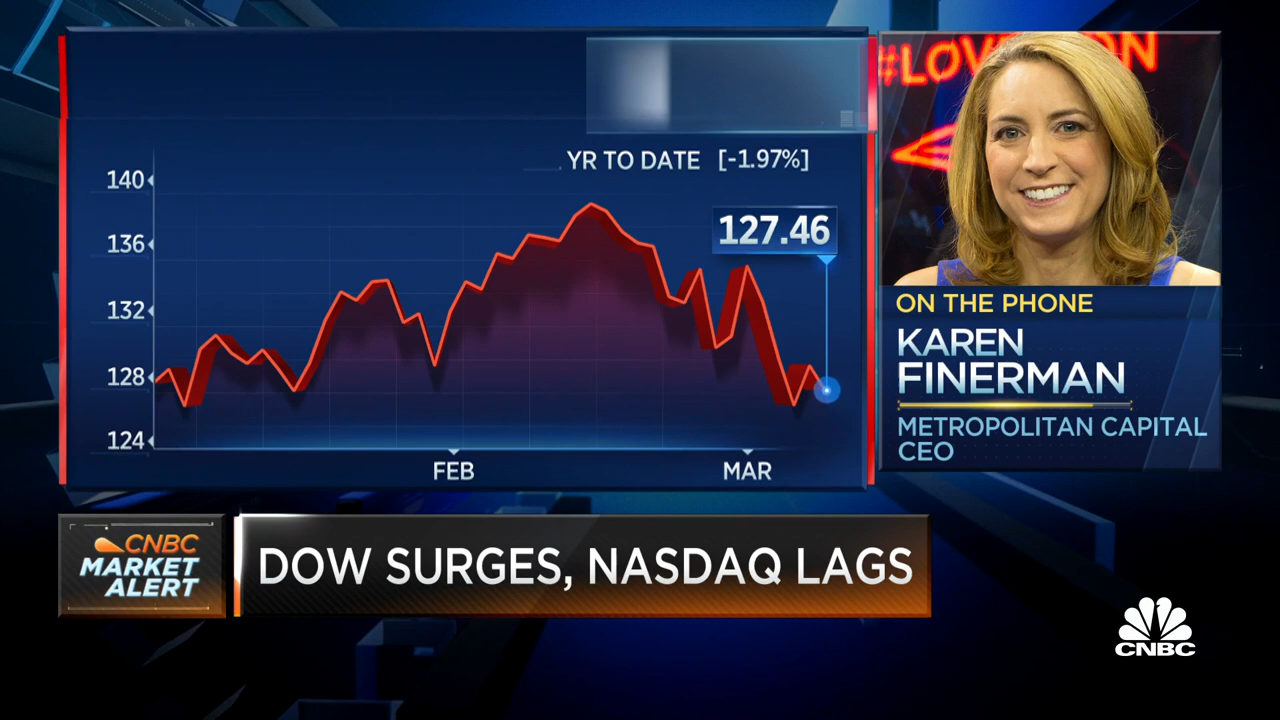 YR TO DATE [-1.97%]
140
136
132
128
124
127.46
FEB
MAR
ON THE PHONE
KAREN
FINERMAN
METROPOLITAN CAPITAL
CEO
CNBC
MARKET
ALERT
DOW SURGES, NASDAQ LAGS
CNBC